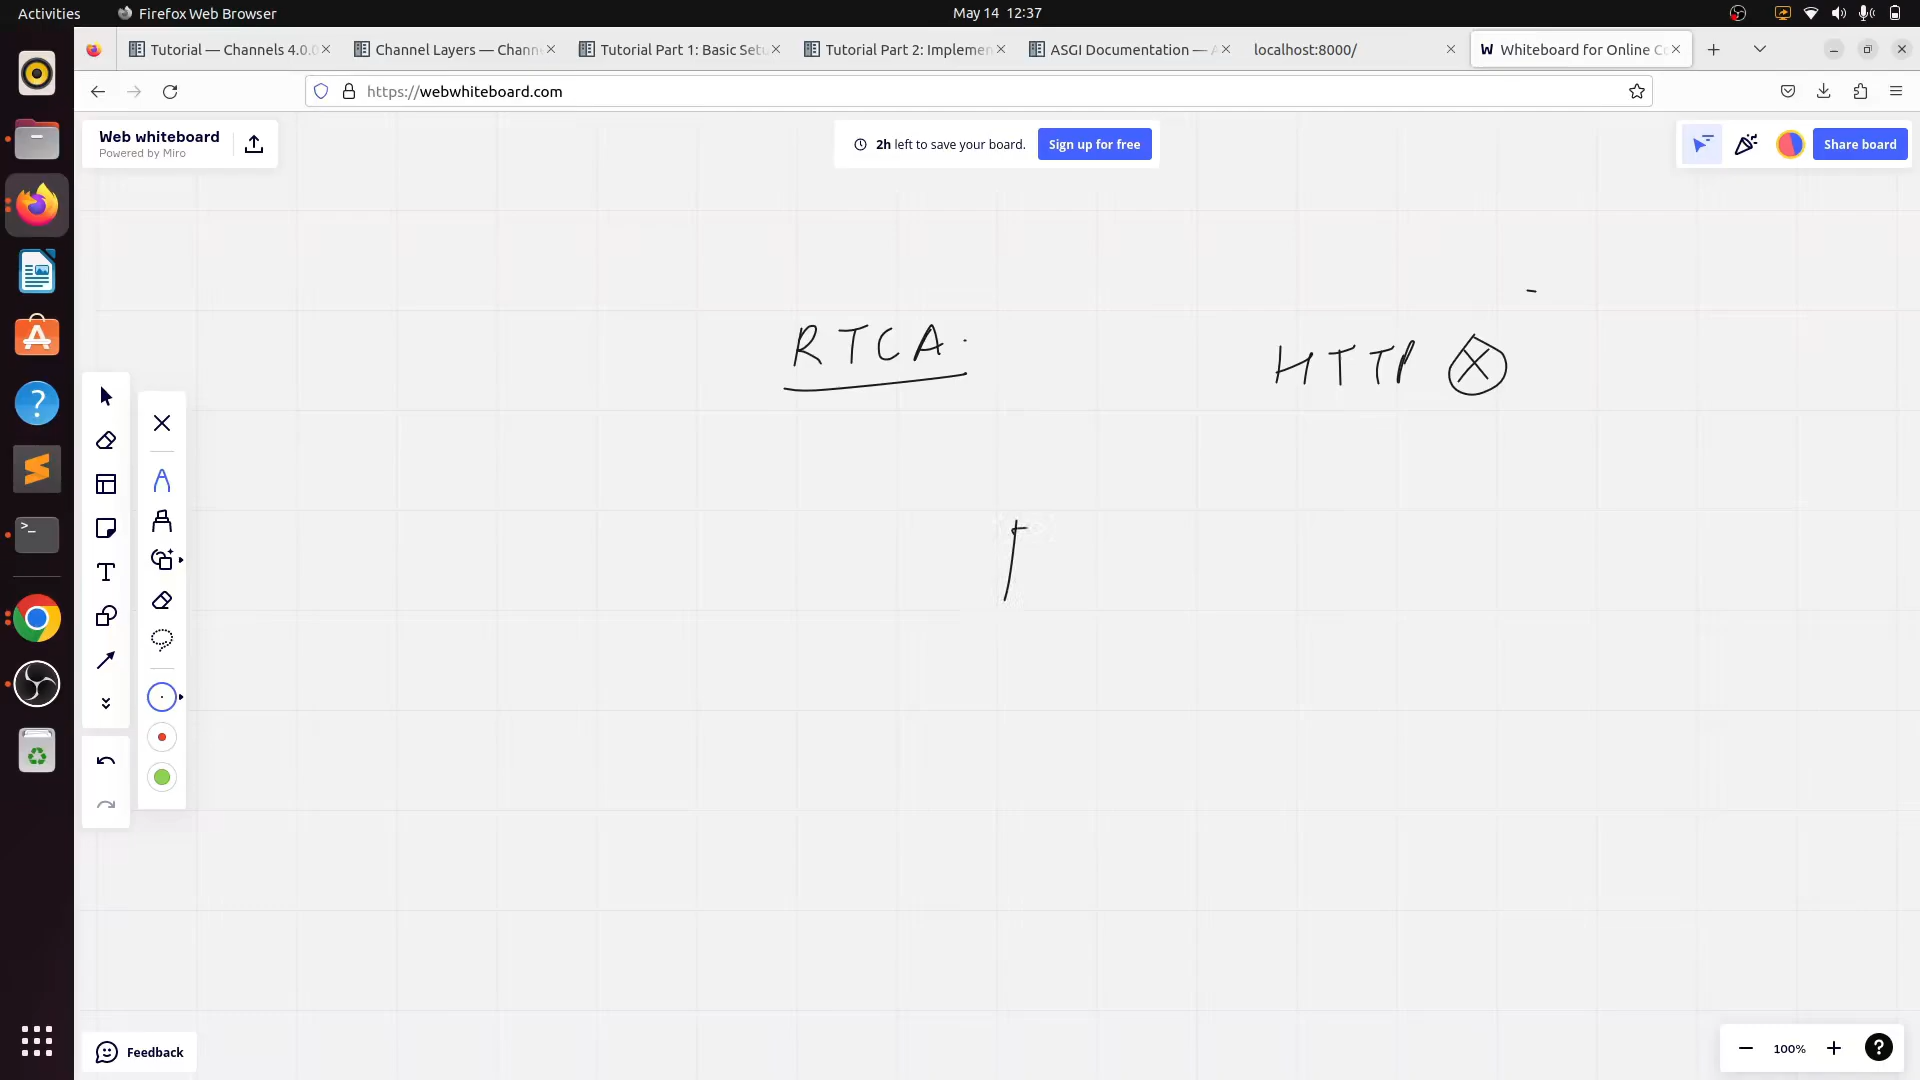 Activities Firefox Web Browser May 14 12:37
Tutorial — Channels 4.0.0 Channel Layers — Chann Tutorial Part 1: Basic Setu Tutorial Part 2: Implemen ASGI Documentation — localhost:8000/ W Whiteboard for Online Co
https://webwhiteboard.com
Web whiteboard
Powered by Miro
2h left to save your board. Sign up for free
Share board
RTCA.
HTTP
Feedback
100%